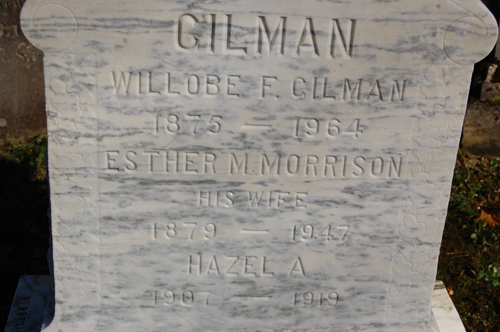 GILMAN
WILLOBE F. GILMAN
1875 — 1964
ESTHER M. MORRISON
HIS WIFE
1879 — 1947
HAZEL A.
1907 — 1919